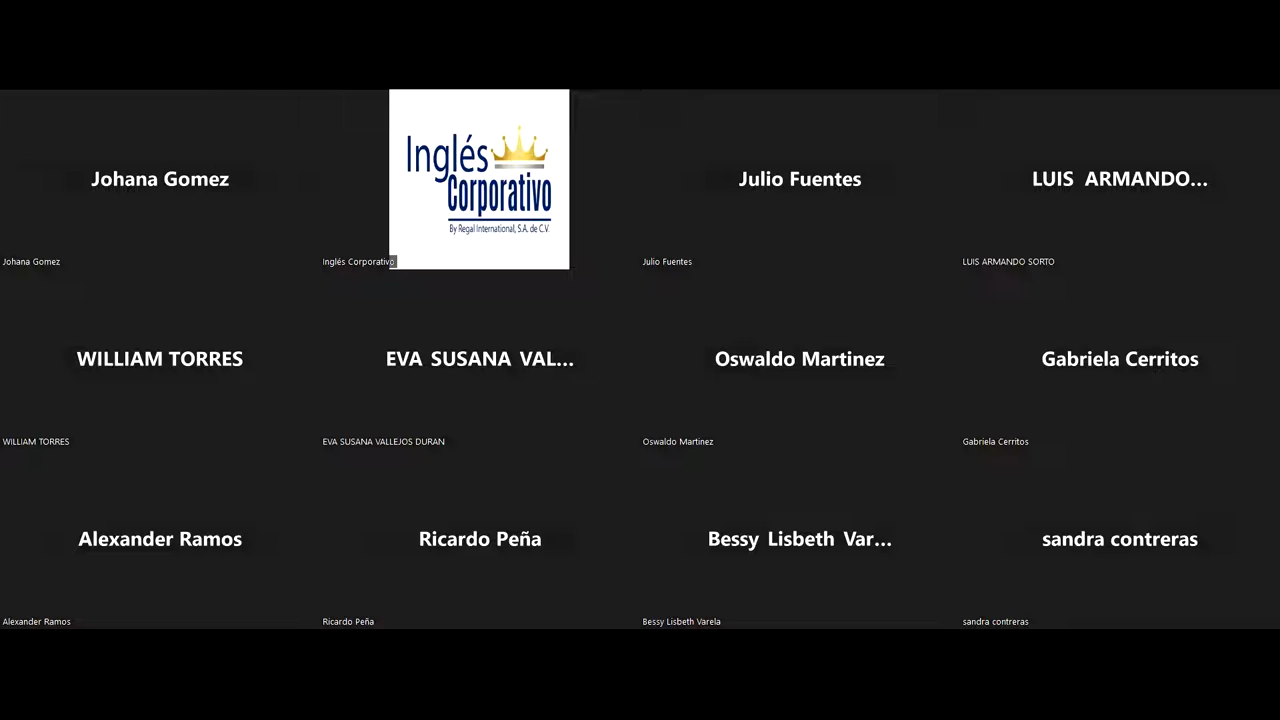 Johana Gomez
Inglés
Corporativo
By Regal International, S.A. de C.V.
Julio Fuentes
LUIS ARMANDO...
Johana Gomez
Inglés Corporativo
Julio Fuentes
LUIS ARMANDO SORTO
WILLIAM TORRES
EVA SUSANA VAL...
Oswaldo Martinez
Gabriela Cerritos
WILLIAM TORRES
EVA SUSANA VALLEJOS DURAN
Oswaldo Martinez
Gabriela Cerritos
Alexander Ramos
Ricardo Peña
Bessy Lisbeth Var...
sandra contreras
Alexander Ramos
Ricardo Peña
Bessy Lisbeth Varela
sandra contreras